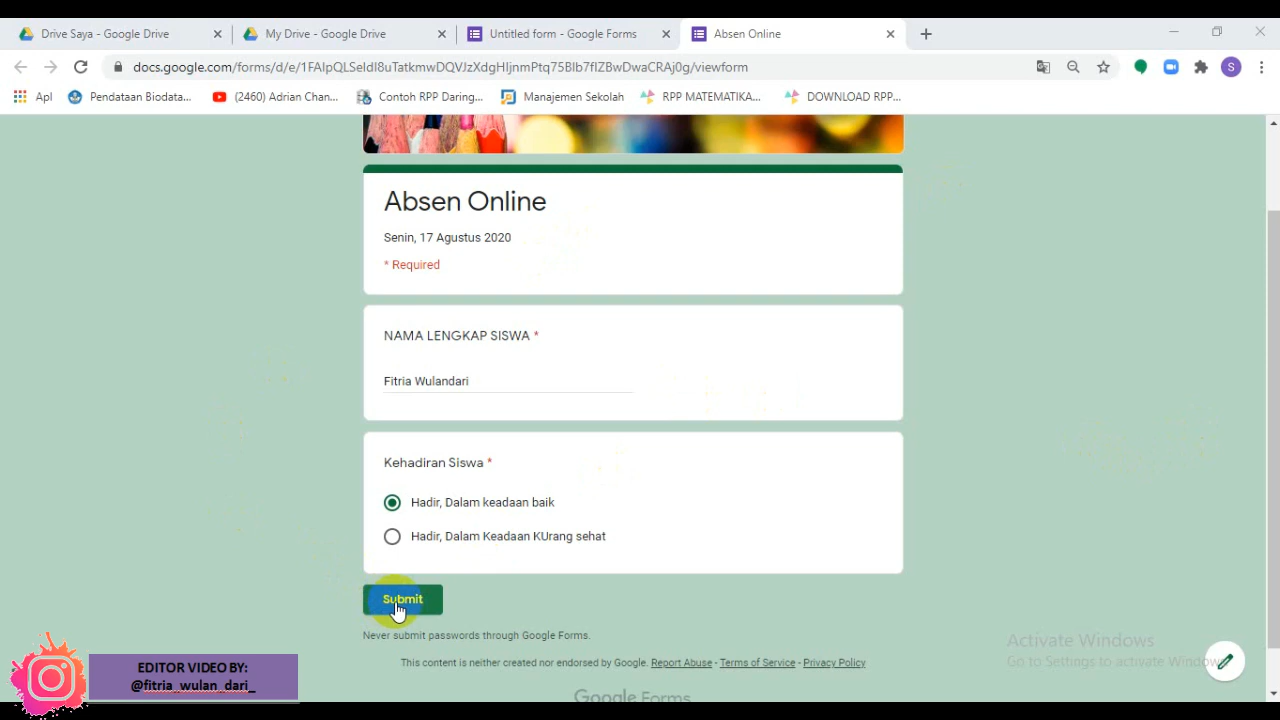 Drive Saya - Google Drive
My Drive - Google Drive
Untitled form - Google Forms
Absen Online
docs.google.com/forms/d/e/
/viewform
S
Apl
Pendataan Biodata...
(2460) Adrian Chan...
Contoh RPP Daring...
Manajemen Sekolah
RPP MATEMATIKA...
DOWNLOAD RPP...
Absen Online
Senin, 17 Agustus 2020
* Required
NAMA LENGKAP SISWA *
Fitria Wulandari
Kehadiran Siswa *
Hadir, Dalam keadaan baik
Hadir, Dalam Keadaan KUrang sehat
Submit
Never submit passwords through Google Forms.
This content is neither created nor endorsed by Google. Report Abuse - Terms of Service - Privacy Policy
Google Forms
Activate Windows
Go to Settings to activate Windows
EDITOR VIDEO BY:
@fitria_wulan_dari_